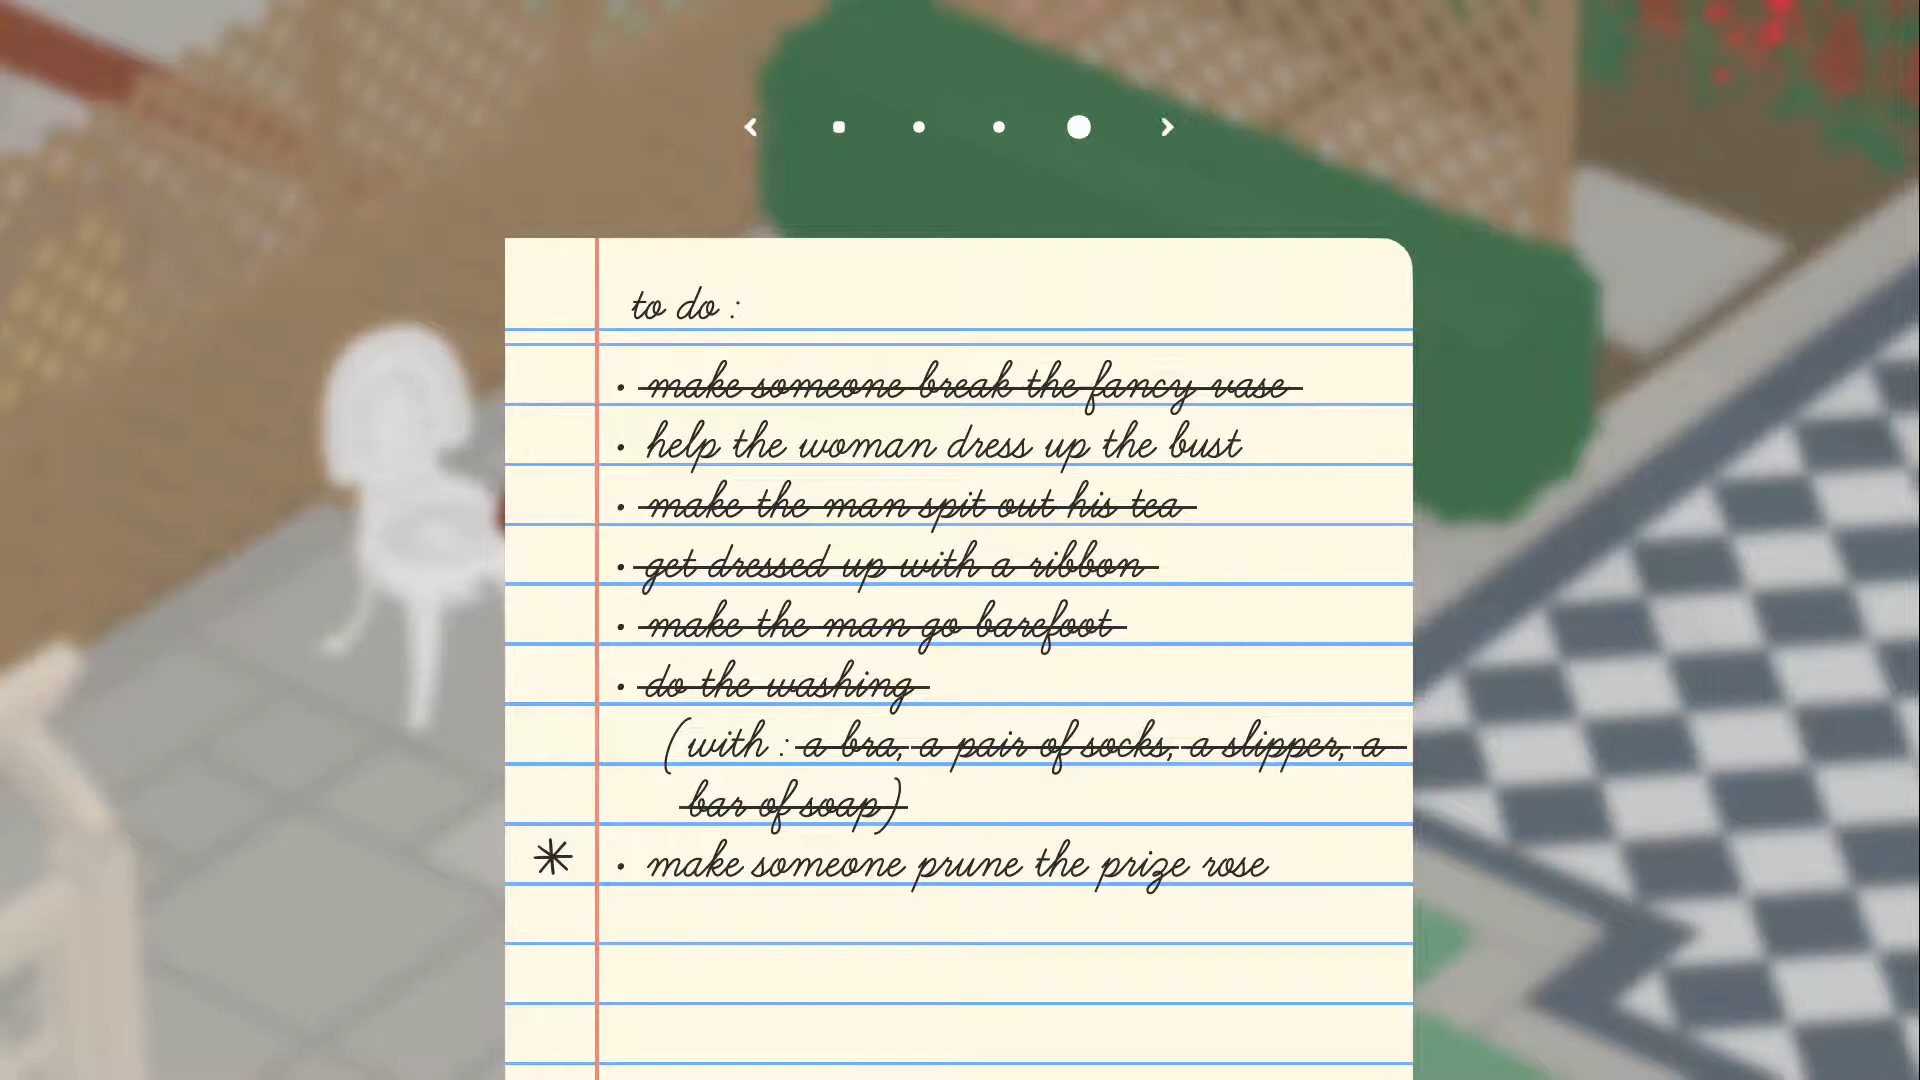 to do :
• make someone break the fancy vase
• help the woman dress up the bust
• make the man spit out his tea
• get dressed up with a ribbon
• make the man go barefoot
• do the washing
(with : a bra, a pair of socks, a slipper, a
bar of soap)
* • make someone prune the prize rose